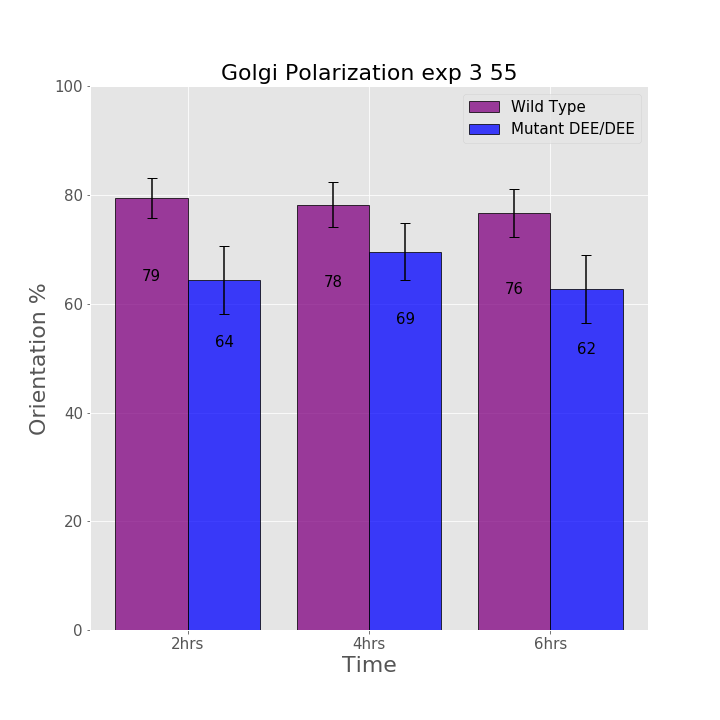 Golgi Polarization exp 3 55
Wild Type
Mutant DEE/DEE
Orientation %
100
80
60
40
20
0
79
64
78
69
76
62
2hrs
4hrs
6hrs
Time